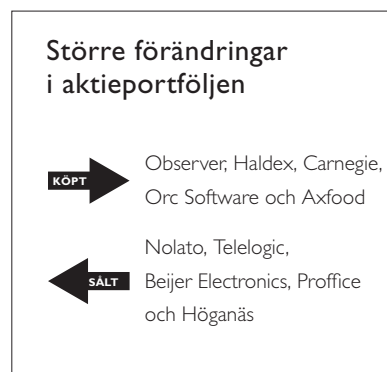 Större förändringar
i aktieportföljen
KÖPT
Observer, Haldex, Carnegie,
Orc Software och Axfood
Nolato, Telelogic,
SÅLT
Beijer Electronics, Proffice
och Höganäs